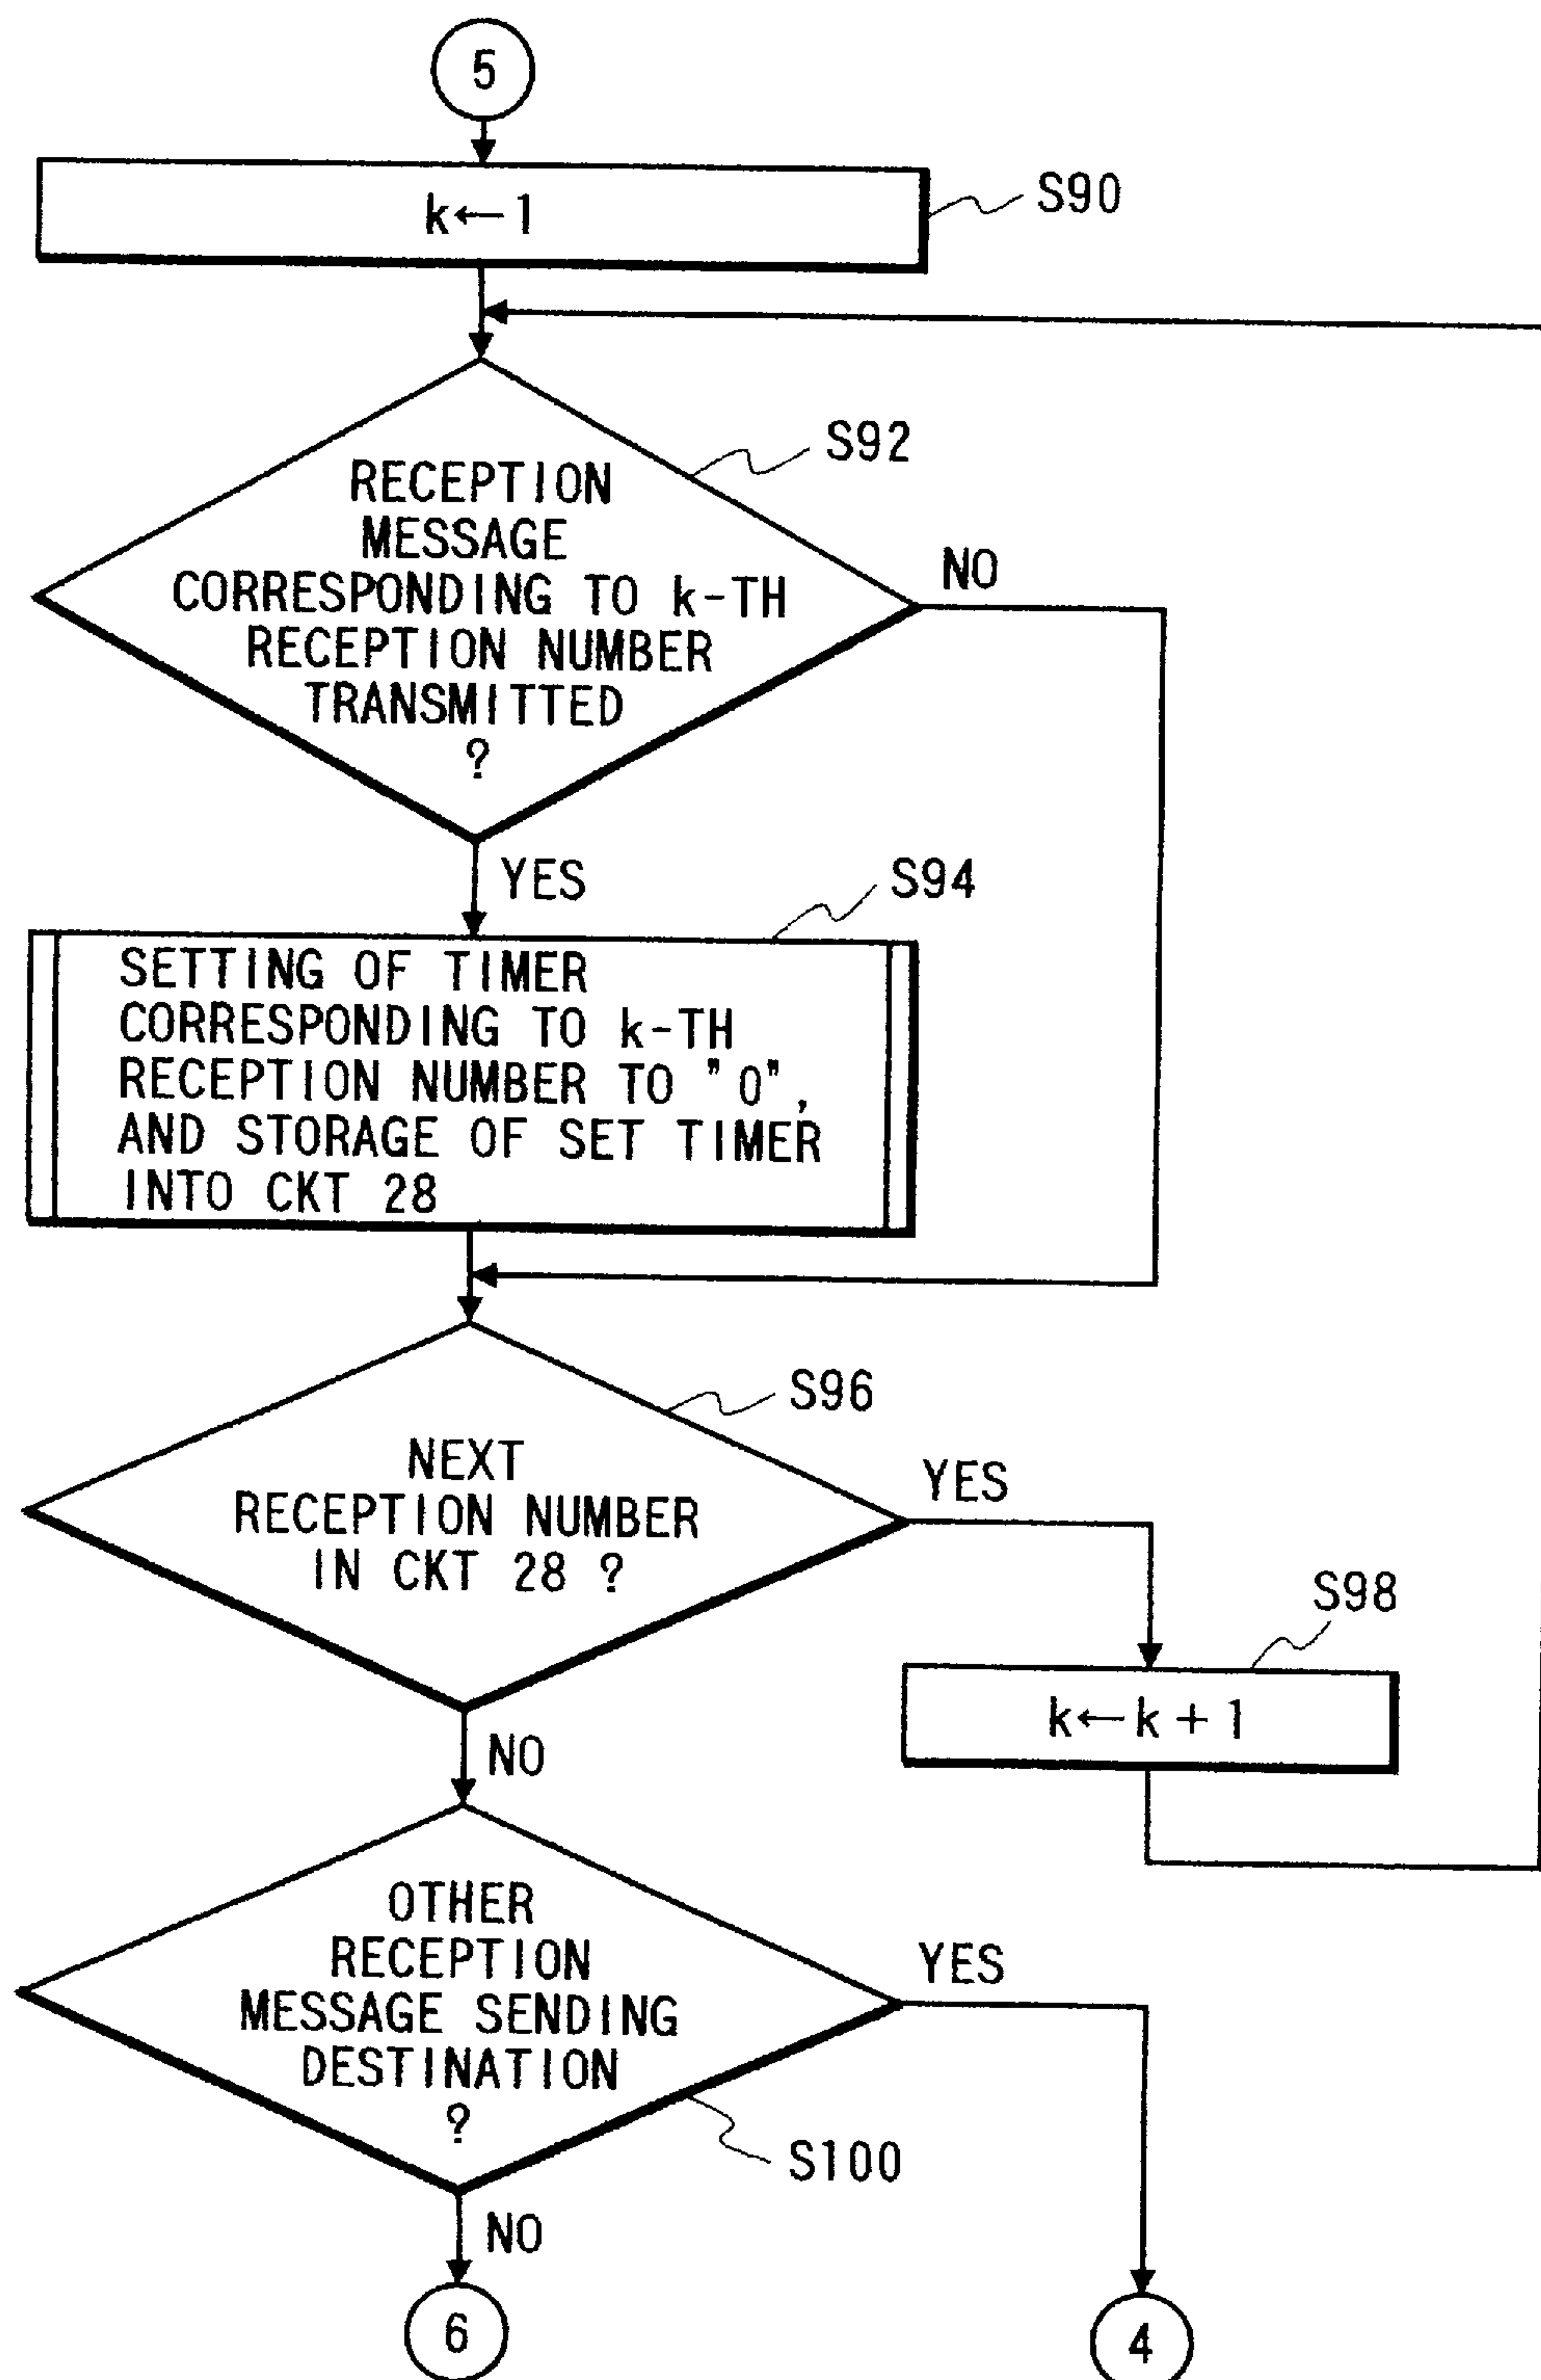 5
k←1
S90
S92
RECEPTION
MESSAGE
CORRESPONDING TO k-TH
RECEPTION NUMBER
TRANSMITTED
?
NO
YES
S94
SETTING OF TIMER
CORRESPONDING TO k-TH
RECEPTION NUMBER TO "0",
AND STORAGE OF SET TIMER
INTO CKT 28
S96
NEXT
RECEPTION NUMBER
IN CKT 28 ?
YES
S98
k←k+1
NO
OTHER
RECEPTION
MESSAGE SENDING
DESTINATION
?
YES
S100
NO
6
4